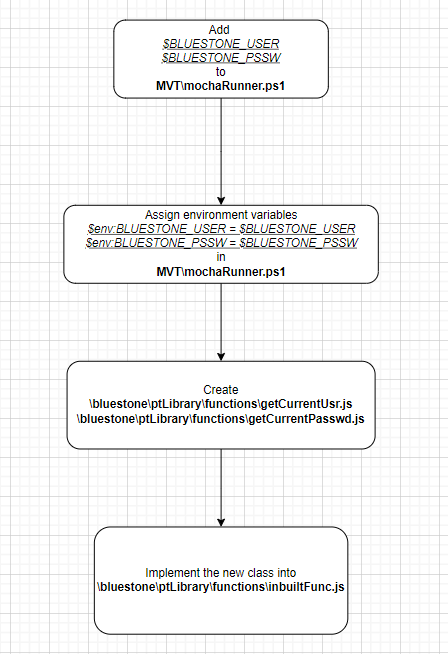 Add
$BLUESTONE_USER
$BLUESTONE_PSSW
to
MVT\mochaRunner.ps1
Assign environment variables
$env:BLUESTONE_USER = $BLUESTONE_USER
$env:BLUESTONE_PSSW = $BLUESTONE_PSSW
in
MVT\mochaRunner.ps1
Create
\bluestone\ptLibrary\functions\getCurrentUsr.js
\bluestone\ptLibrary\functions\getCurrentPasswd.js
Implement the new class into
\bluestone\ptLibrary\functions\inbuiltFunc.js